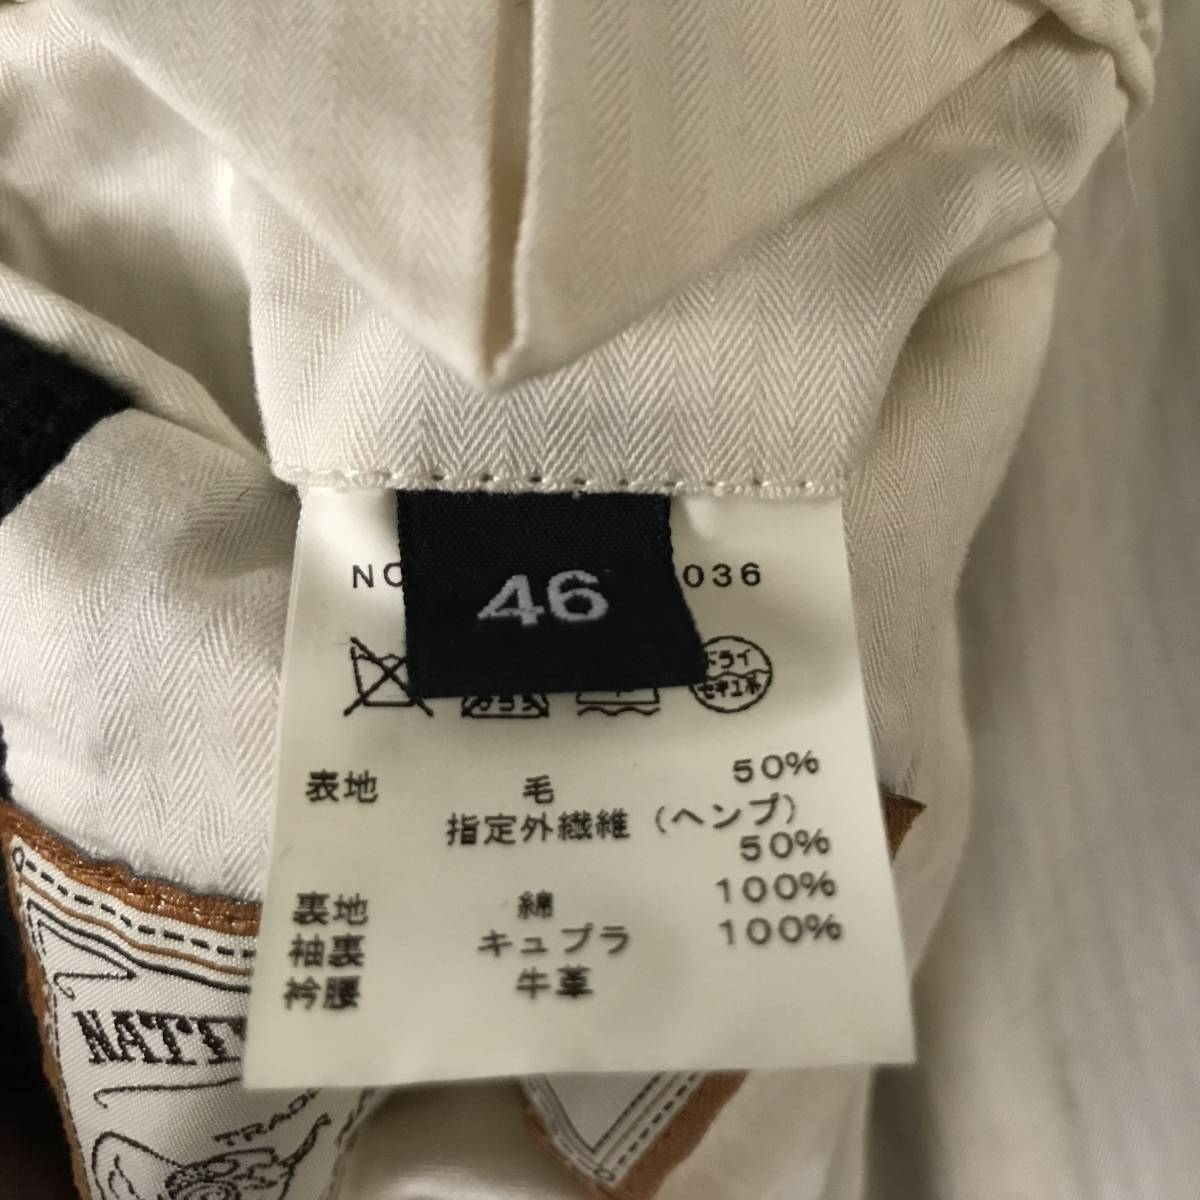 46
036
ドライ
セキユ系
表地 毛 50%
指定外繊維（ヘンプ）
50%
裏地 綿 100%
袖裏 キュプラ 100%
衿腰 牛革